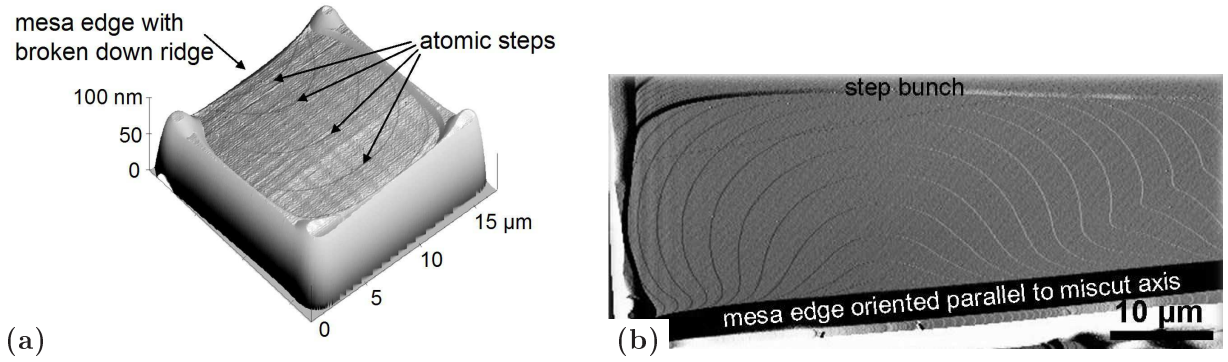 mesa edge with
broken down ridge
atomic steps
100 nm
50
0
15 μm
10
5
0
(a)
step bunch
mesa edge oriented parallel to miscut axis
10 μm
(b)